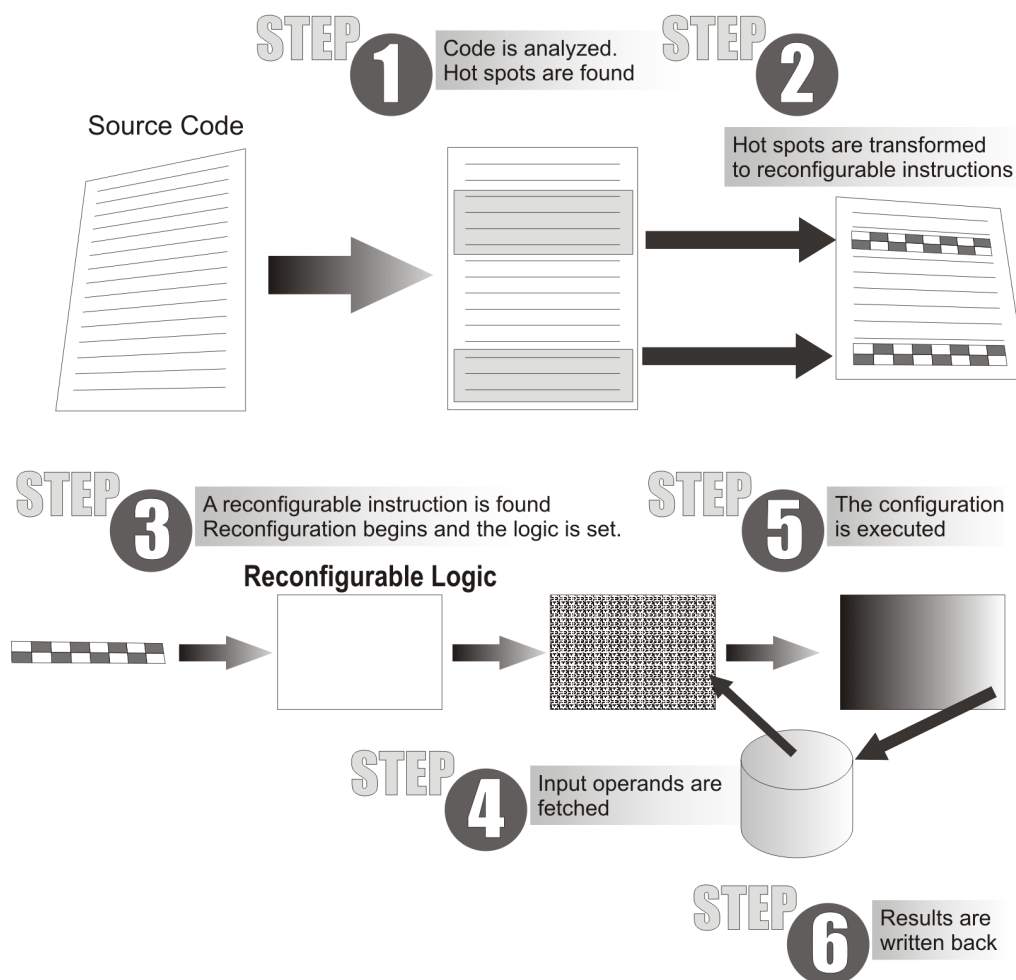 STEP 1
Code is analyzed.
Hot spots are found
STEP 2
Hot spots are transformed
to reconfigurable instructions
Source Code
STEP 3
A reconfigurable instruction is found
Reconfiguration begins and the logic is set.
Reconfigurable Logic
STEP 5
The configuration
is executed
STEP 4
Input operands are
fetched
STEP 6
Results are
written back